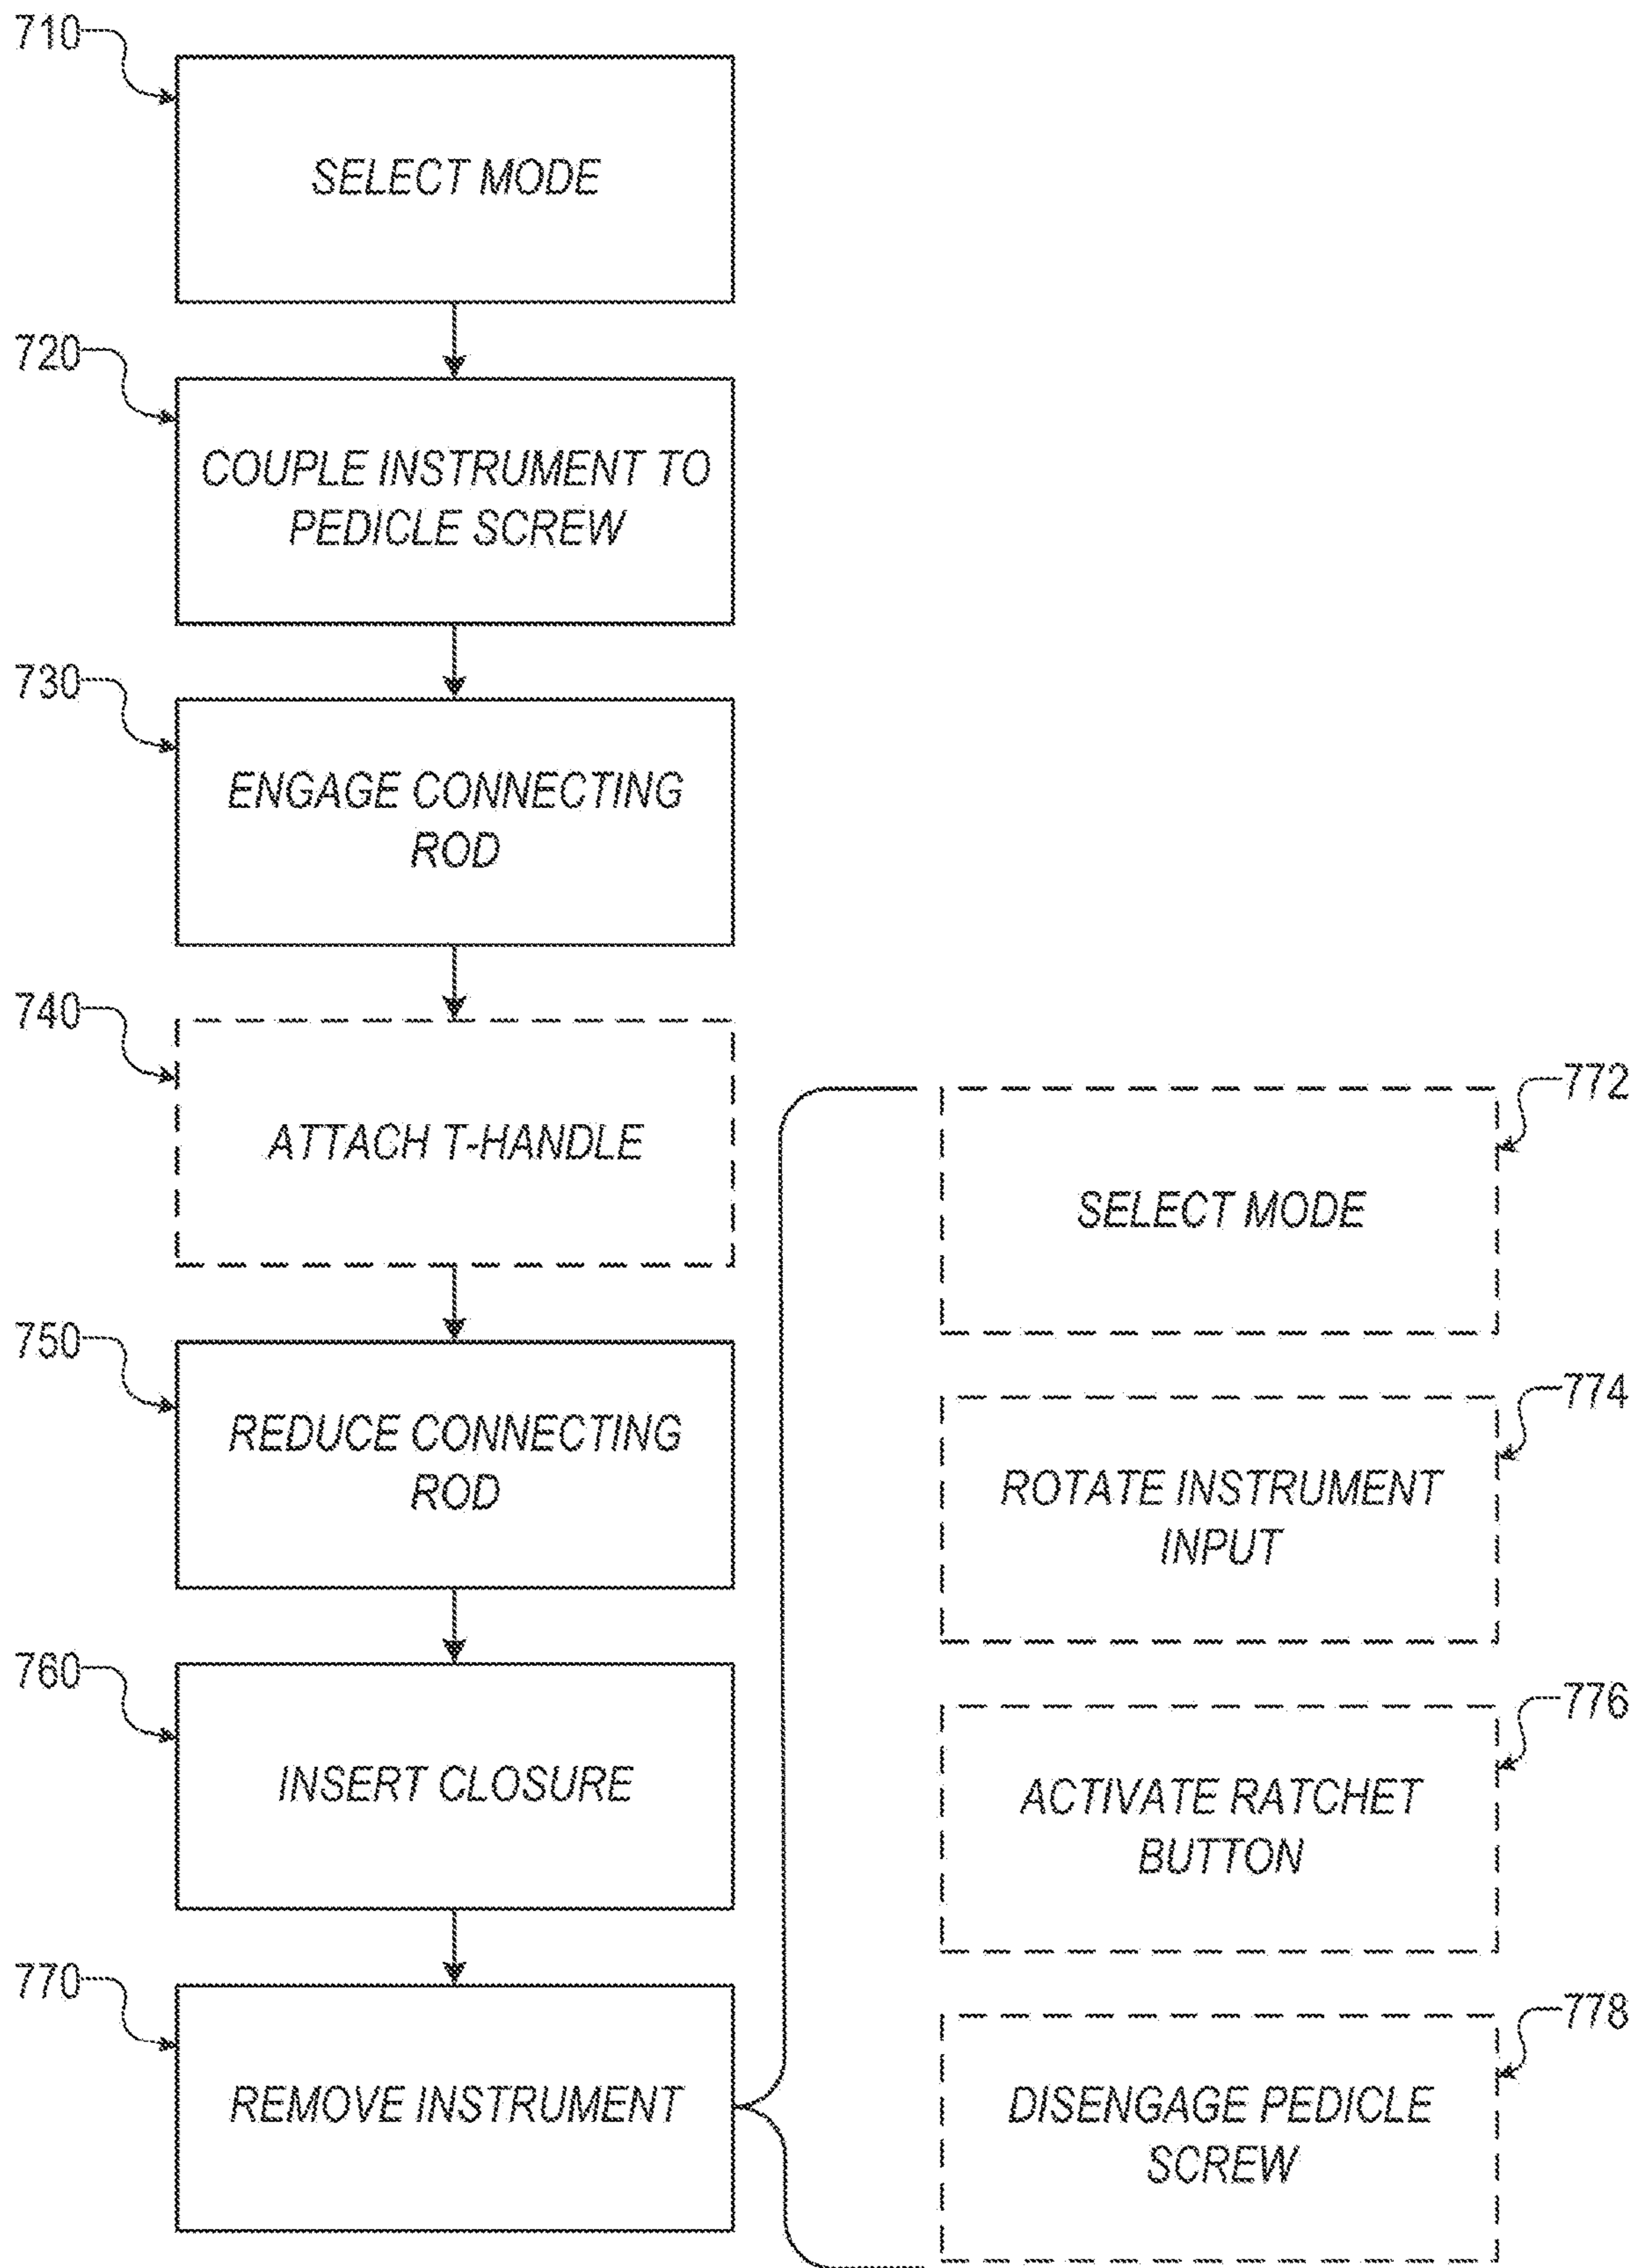 710
SELECT MODE
720
COUPLE INSTRUMENT TO
PEDICLE SCREW
730
ENGAGE CONNECTING
ROD
740
ATTACH T-HANDLE
750
REDUCE CONNECTING
ROD
760
INSERT CLOSURE
770
REMOVE INSTRUMENT
772
SELECT MODE
774
ROTATE INSTRUMENT
INPUT
776
ACTIVATE RATCHET
BUTTON
778
DISENGAGE PEDICLE
SCREW